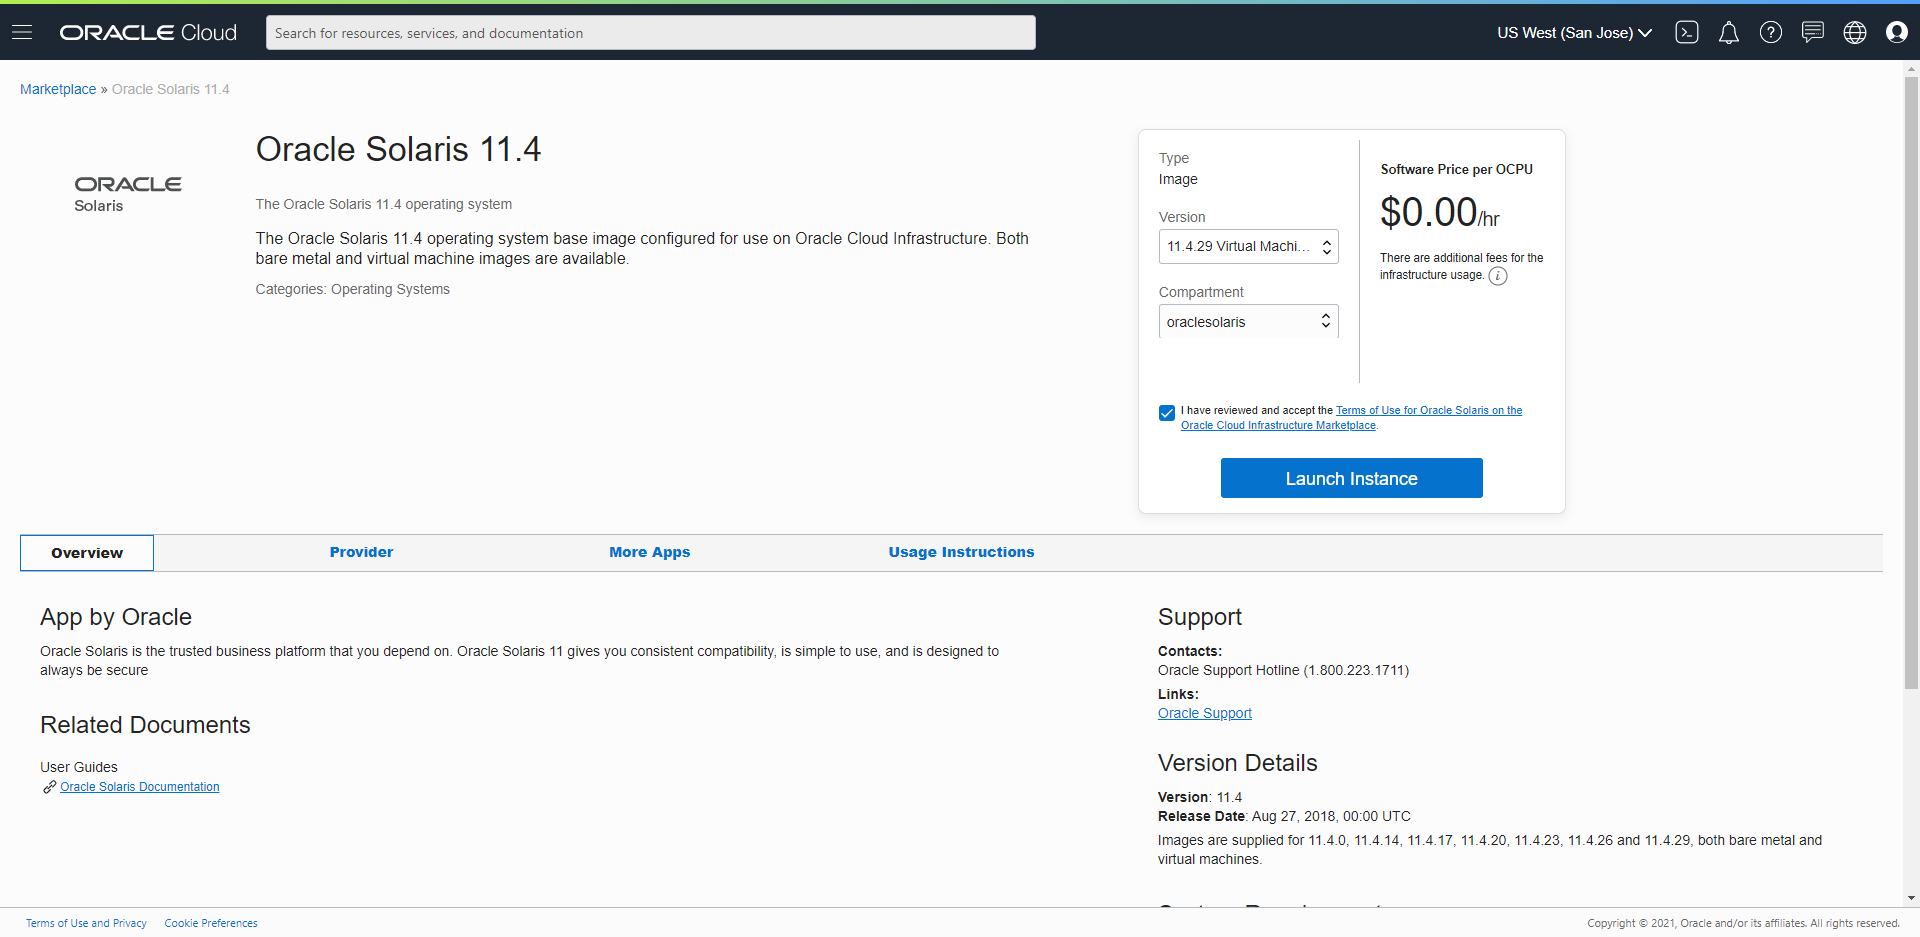 ORACLE Cloud
Search for resources, services, and documentation
US West (San Jose)
Marketplace » Oracle Solaris 11.4
ORACLE
Solaris
Oracle Solaris 11.4
The Oracle Solaris 11.4 operating system
The Oracle Solaris 11.4 operating system base image configured for use on Oracle Cloud Infrastructure. Both
bare metal and virtual machine images are available.
Categories: Operating Systems
Type
Image
Version
11.4.29 Virtual Machi...
Compartment
oraclesolaris
Software Price per OCPU
$0.00/hr
There are additional fees for the
infrastructure usage.
I have reviewed and accept the Terms of Use for Oracle Solaris on the
Oracle Cloud Infrastructure Marketplace.
Launch Instance
Overview
Provider
More Apps
Usage Instructions
App by Oracle
Oracle Solaris is the trusted business platform that you depend on. Oracle Solaris 11 gives you consistent compatibility, is simple to use, and is designed to
always be secure
Related Documents
User Guides
Oracle Solaris Documentation
Support
Contacts:
Oracle Support Hotline (1.800.223.1711)
Links:
Oracle Support
Version Details
Version: 11.4
Release Date: Aug 27, 2018, 00:00 UTC
Images are supplied for 11.4.0, 11.4.14, 11.4.17, 11.4.20, 11.4.23, 11.4.26 and 11.4.29, both bare metal and
virtual machines.
Terms of Use and Privacy
Cookie Preferences
Copyright © 2021, Oracle and/or its affiliates. All rights reserved.